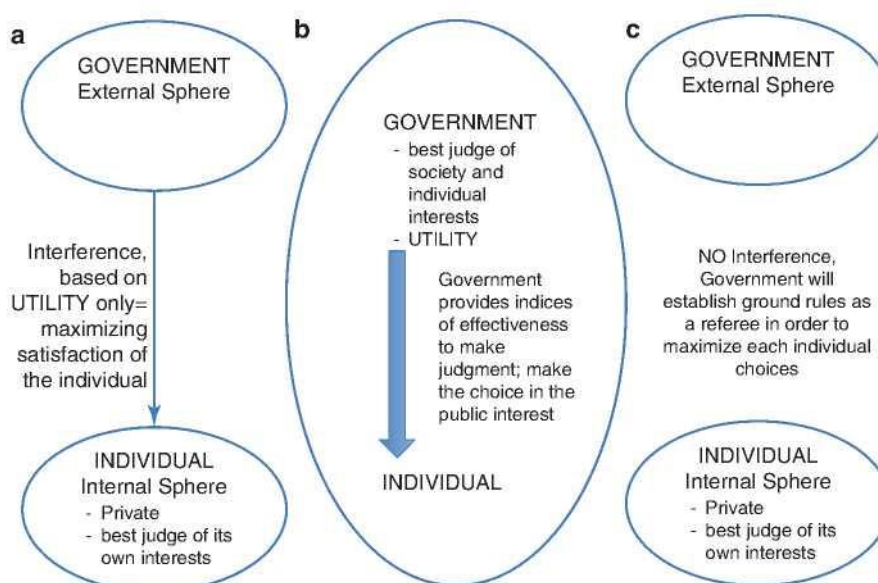 a
GOVERNMENT
External Sphere
Interference,
based on
UTILITY only=
maximizing
satisfaction of
the individual
INDIVIDUAL
Internal Sphere
- Private
- best judge of its
own interests
b
GOVERNMENT
- best judge of
society and
individual
interests
- UTILITY
Government
provides indices
of effectiveness
to make
judgment; make
the choice in the
public interest
INDIVIDUAL
c
GOVERNMENT
External Sphere
NO Interference,
Government will
establish ground rules as
a referee in order to
maximize each individual
choices
INDIVIDUAL
Internal Sphere
- Private
- best judge of its
own interests